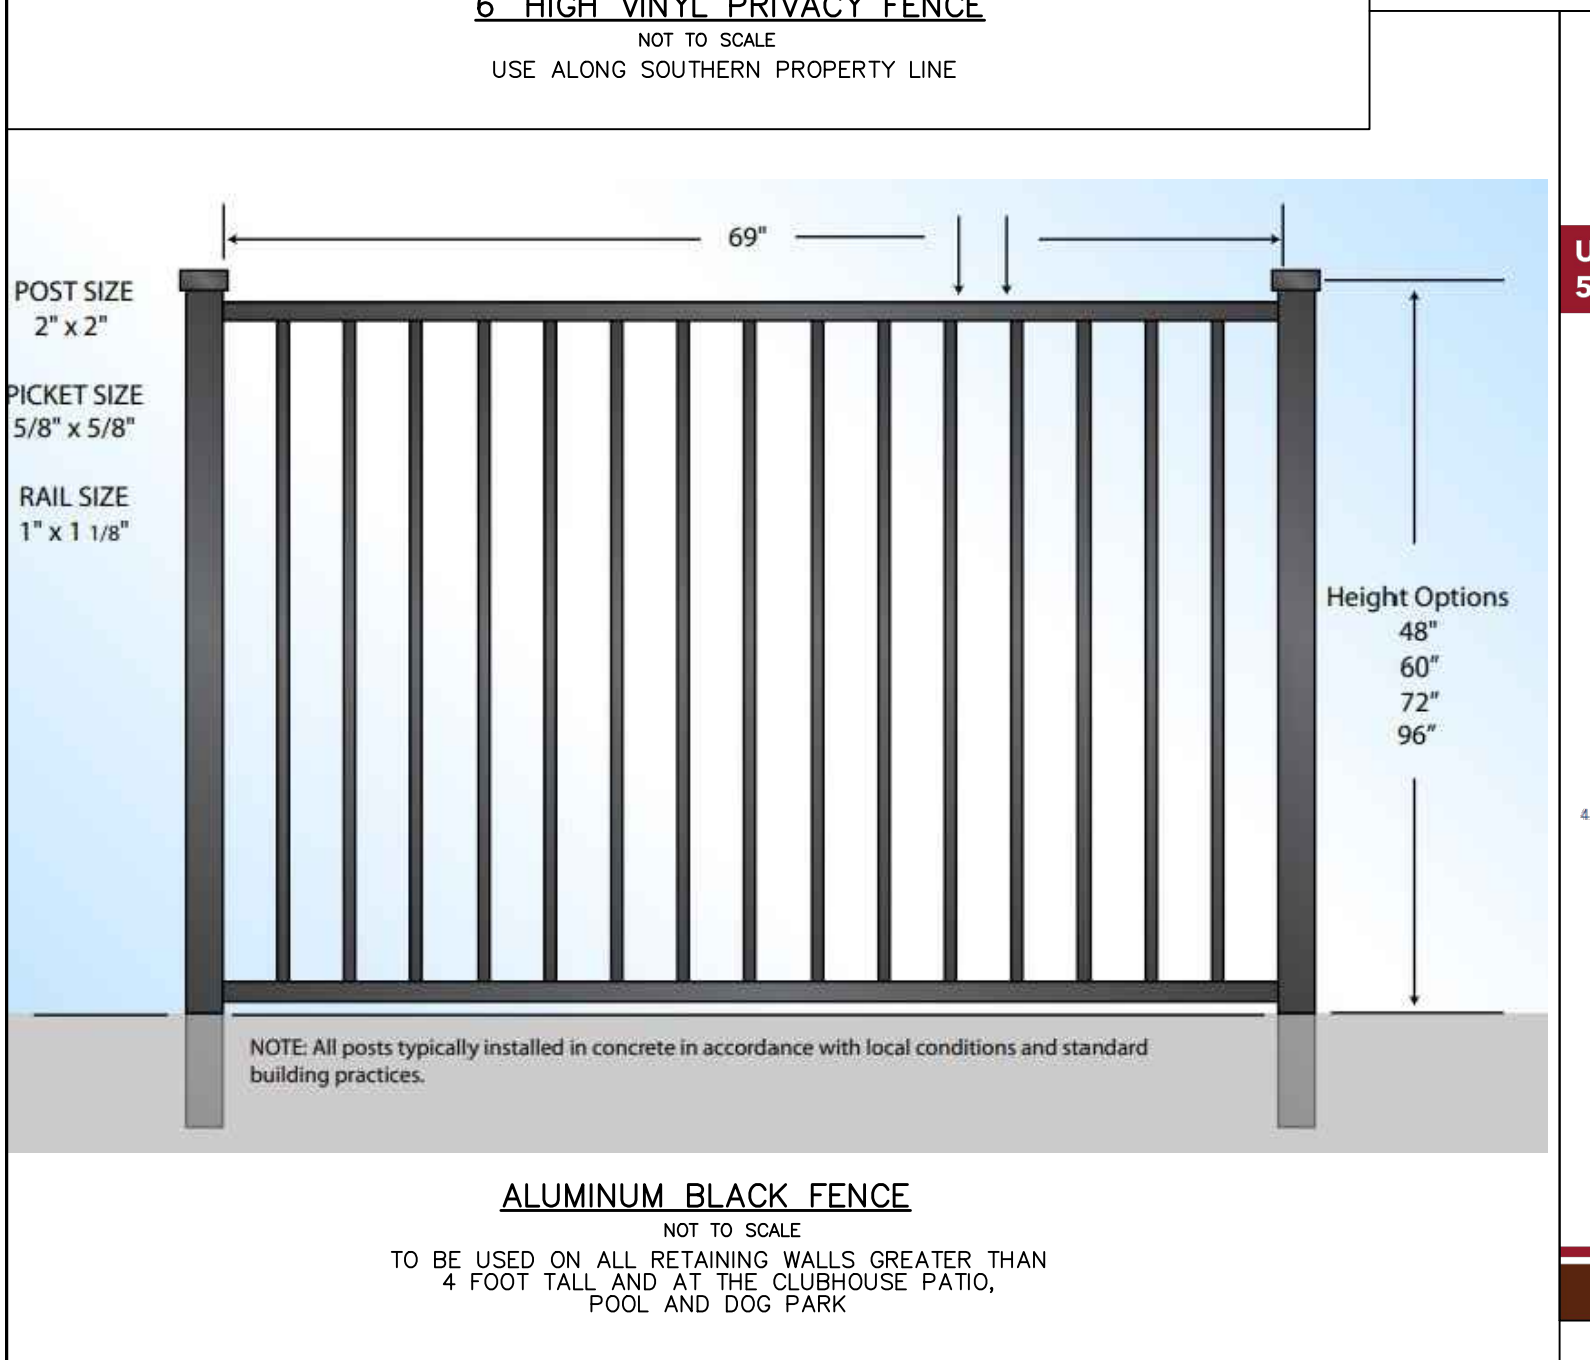 6' HIGH VINYL PRIVACY FENCE
NOT TO SCALE
USE ALONG SOUTHERN PROPERTY LINE
69"
POST SIZE
2" x 2"
PICKET SIZE
5/8" x 5/8"
RAIL SIZE
1" x 1 1/8"
Height Options
48"
60"
72"
96"
NOTE: All posts typically installed in concrete in accordance with local conditions and standard
building practices.
ALUMINUM BLACK FENCE
NOT TO SCALE
TO BE USED ON ALL RETAINING WALLS GREATER THAN
4 FOOT TALL AND AT THE CLUBHOUSE PATIO,
POOL AND DOG PARK